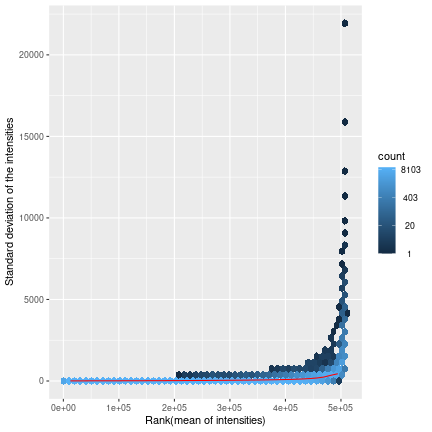 20000
15000
10000
5000
0
Standard deviation of the intensities
0e+00 1e+05 2e+05 3e+05 4e+05 5e+05
Rank(mean of intensities)
count
8103
403
20
1